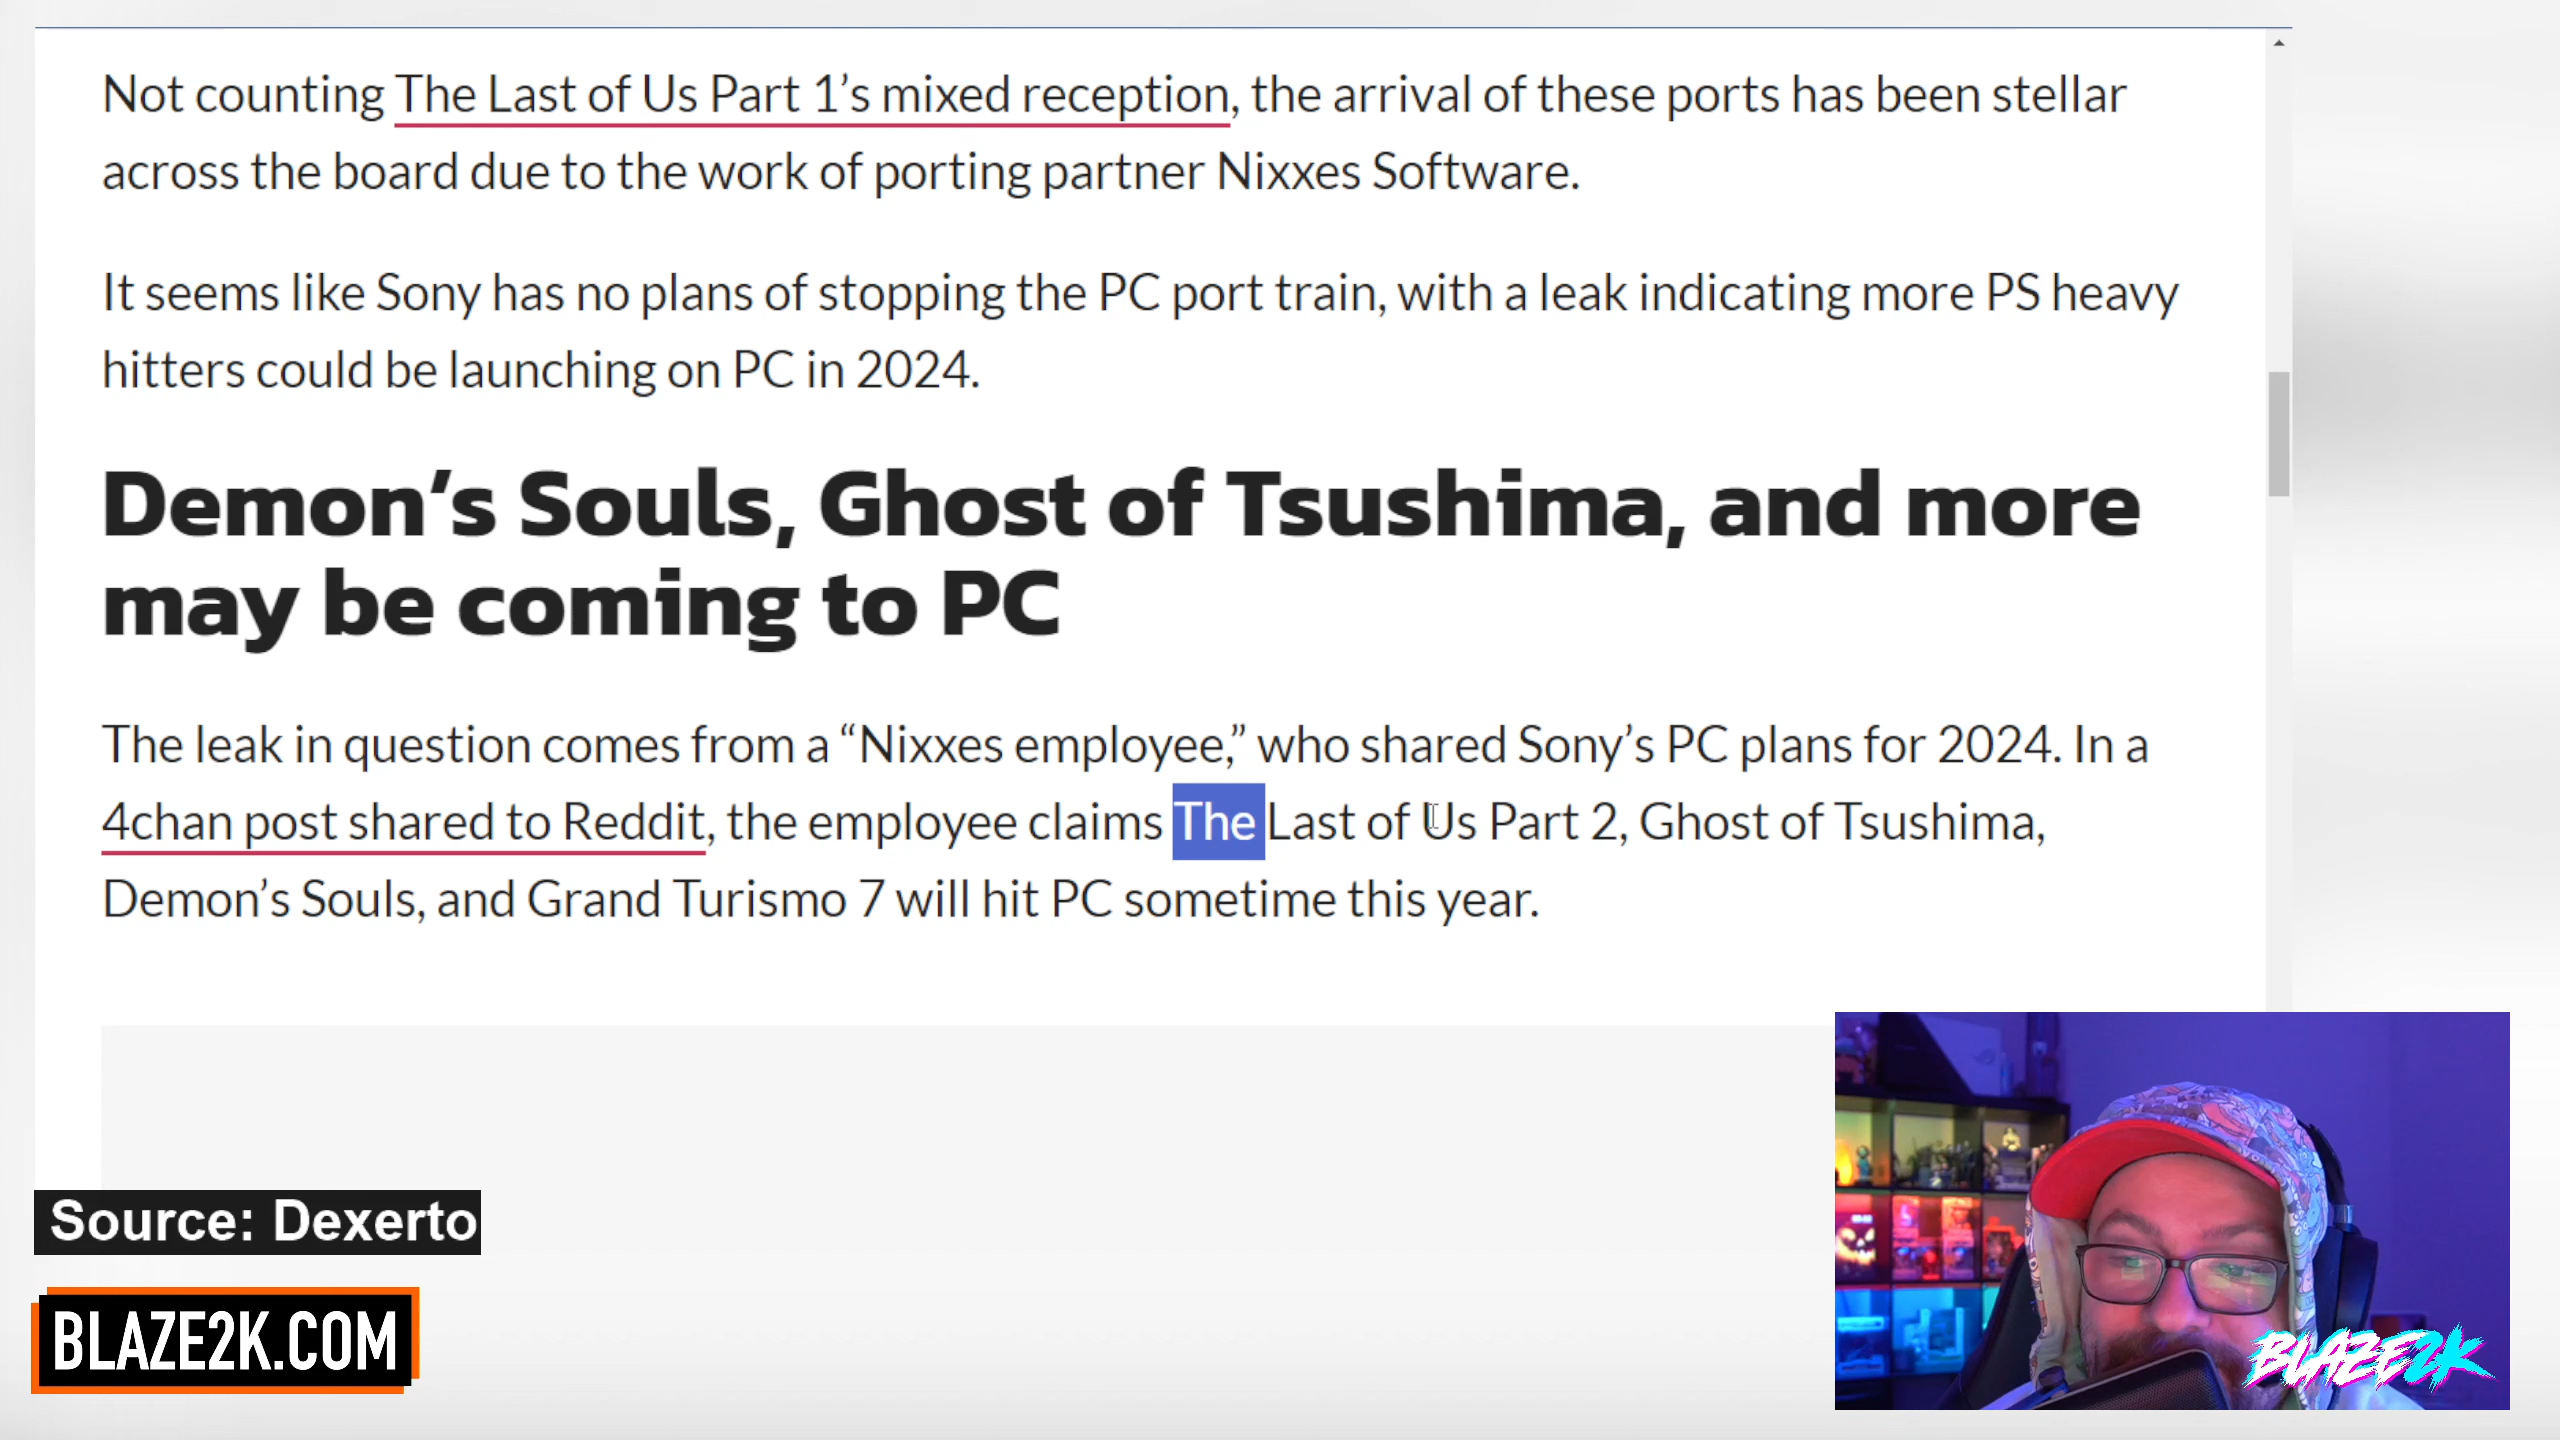 Not counting The Last of Us Part 1’s mixed reception, the arrival of these ports has been stellar
across the board due to the work of porting partner Nixxes Software.
It seems like Sony has no plans of stopping the PC port train, with a leak indicating more PS heavy
hitters could be launching on PC in 2024.
Demon’s Souls, Ghost of Tsushima, and more
may be coming to PC
The leak in question comes from a “Nixxes employee,” who shared Sony’s PC plans for 2024. In a
4chan post shared to Reddit, the employee claims The Last of Us Part 2, Ghost of Tsushima,
Demon’s Souls, and Grand Turismo 7 will hit PC sometime this year.
Source: Dexerto
BLAZE2K.COM
BLAZE2K